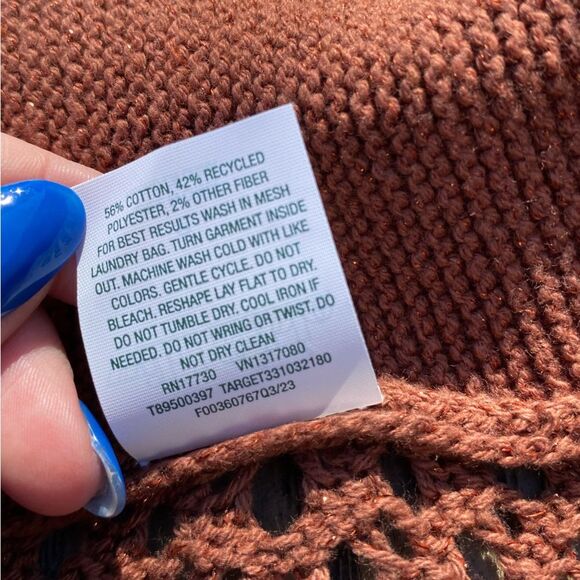 56% COTTON, 42% RECYCLED
POLYESTER, 2% OTHER FIBER
FOR BEST RESULTS WASH IN MESH
LAUNDRY BAG. TURN GARMENT INSIDE
OUT. MACHINE WASH COLD WITH LIKE
COLORS. GENTLE CYCLE. DO NOT
BLEACH. RESHAPE LAY FLAT TO DRY.
DO NOT TUMBLE DRY. COOL IRON IF
NEEDED. DO NOT WRING OR TWIST. DO
NOT DRY CLEAN
RN17730 VN1317080
T89500397 TARGET331032180
F00360767Q3/23